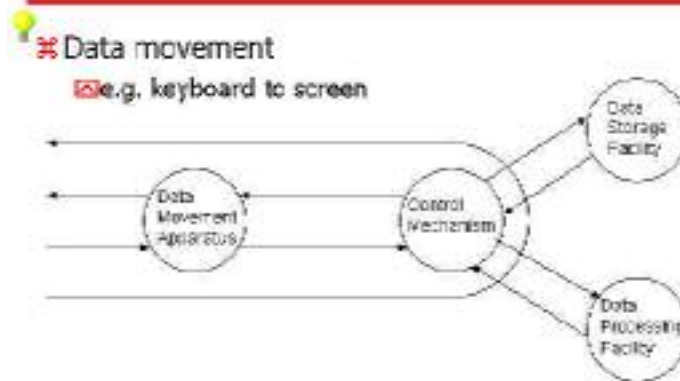 Data movement
e.g. keyboard to screen
Data
Storage
Facility
Data
Movement
Apparatus
Control
Mechanism
Data
Processing
Facility